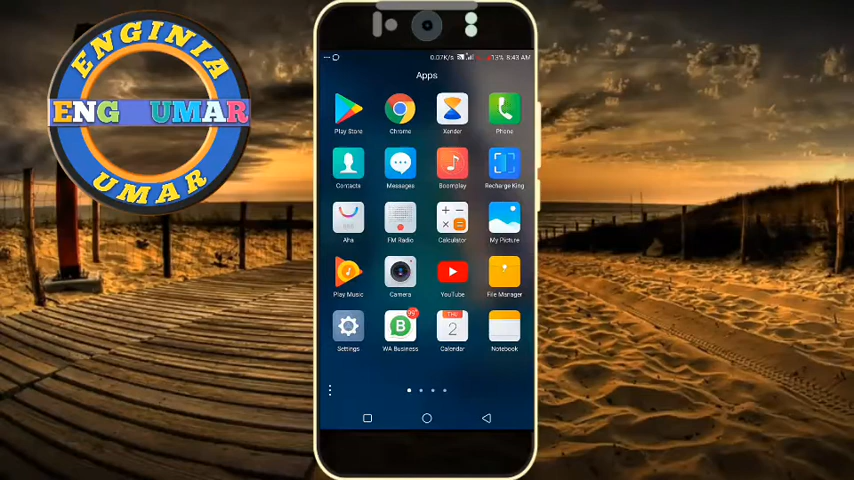 ENGINIA
ENG UMAR
UMAR
0.07K/s 13% 8:43 AM
Apps
Play Store Chrome Xender Phone
Contacts Messages Boomplay Recharge King
Aha FM Radio Calculator My Picture
Play Music Camera YouTube File Manager
99
THU
2
Settings WA Business Calendar Notebook